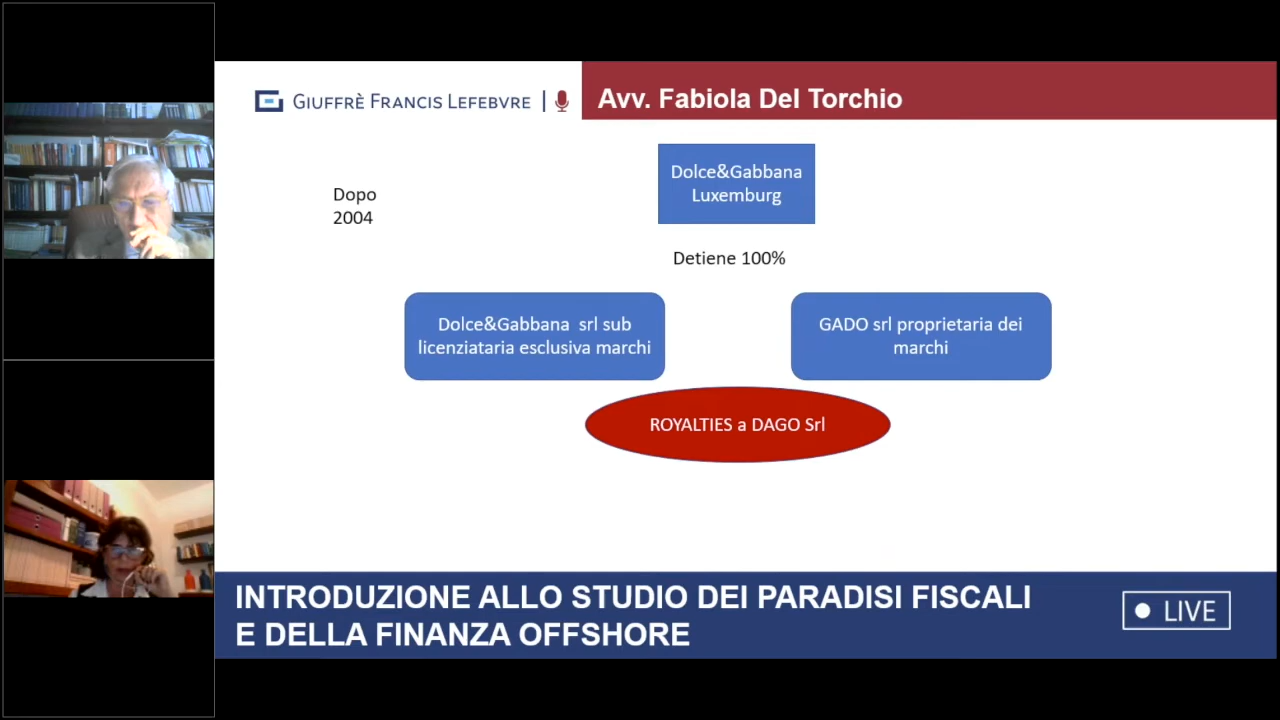 GIUFFRÈ FRANCIS LEFEBVRE
Avv. Fabiola Del Torchio
Dopo
2004
Dolce&Gabbana
Luxemburg
Detiene 100%
Dolce&Gabbana srl sub
licenziataria esclusiva marchi
GADO srl proprietaria dei
marchi
ROYALTIES a DAGO Srl
INTRODUZIONE ALLO STUDIO DEI PARADISI FISCALI
E DELLA FINANZA OFFSHORE
LIVE